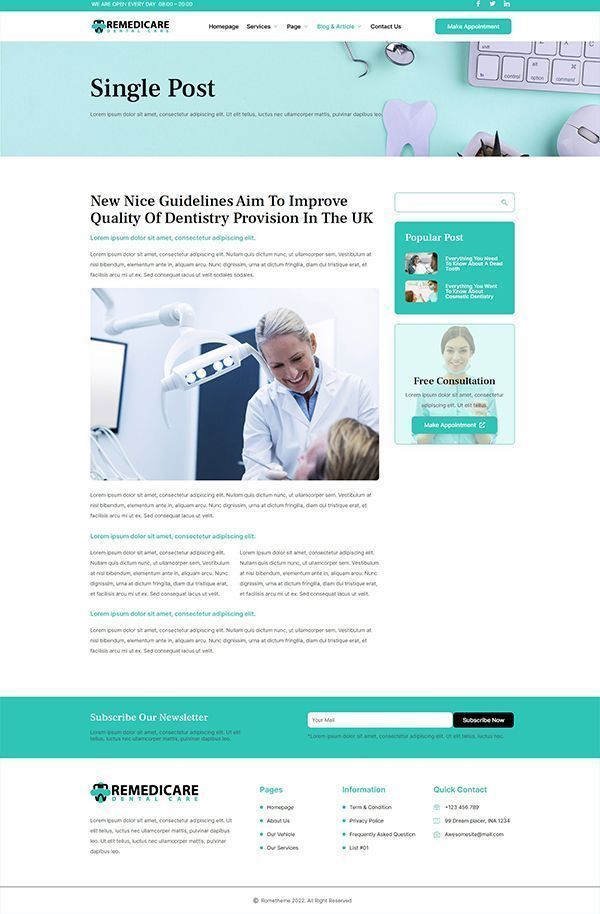 WE ARE OPEN EVERY DAY 08:00 – 20:00
REMEDICARE
DENTAL CARE
Homepage Services Page Blog & Article Contact Us
Make Appointment
Single Post
Lorem ipsum dolor sit amet, consectetur adipiscing elit. Ut elit tellus, luctus nec ullamcorper mattis, pulvinar dapibus leo.
control
option
command
New Nice Guidelines Aim To Improve
Quality Of Dentistry Provision In The UK
Lorem ipsum dolor sit amet, consectetur adipiscing elit.
Lorem ipsum dolor sit amet, consectetur adipiscing elit. Nullam quis dictum nunc, ut ullamcorper sem. Vestibulum at
nisl bibendum, elementum ante in, aliquam arcu. Nunc dignissim, urna at dictum fringilla, diam dui tristique erat, et
facilisis arcu mi et ex. Sed consequat lacus ut velit sodales sodales.
Popular Post
Everything You Need
To Know About A Dead
Tooth
Everything You Want
To Know About
Cosmetic Dentistry
Free Consultation
Lorem ipsum dolor sit amet, consectetur
adipiscing elit. Ut elit tellus.
Make Appointment
Lorem ipsum dolor sit amet, consectetur adipiscing elit. Nullam quis dictum nunc, ut ullamcorper sem. Vestibulum at
nisl bibendum, elementum ante in, aliquam arcu. Nunc dignissim, urna at dictum fringilla, diam dui tristique erat, et
facilisis arcu mi et ex. Sed consequat lacus ut velit.
Lorem ipsum dolor sit amet, consectetur adipiscing elit.
Lorem ipsum dolor sit amet, consectetur adipiscing elit.
Nullam quis dictum nunc, ut ullamcorper sem. Vestibulum
at nisl bibendum, elementum ante in, aliquam arcu. Nunc
dignissim, urna at dictum fringilla, diam dui tristique erat,
et facilisis arcu mi et ex. Sed consequat lacus ut velit.
Lorem ipsum dolor sit amet, consectetur adipiscing elit.
Nullam quis dictum nunc, ut ullamcorper sem. Vestibulum
at nisl bibendum, elementum ante in, aliquam arcu. Nunc
dignissim, urna at dictum fringilla, diam dui tristique erat,
et facilisis arcu mi et ex. Sed consequat lacus ut velit.
Lorem ipsum dolor sit amet, consectetur adipiscing elit.
Lorem ipsum dolor sit amet, consectetur adipiscing elit. Nullam quis dictum nunc, ut ullamcorper sem. Vestibulum at
nisl bibendum, elementum ante in, aliquam arcu. Nunc dignissim, urna at dictum fringilla, diam dui tristique erat, et
facilisis arcu mi et ex. Sed consequat lacus ut velit.
Subscribe Our Newsletter
Lorem ipsum dolor sit amet, consectetur adipiscing elit. Ut elit
tellus, luctus nec ullamcorper mattis, pulvinar dapibus leo.
Your Mail
Subscribe Now
*Lorem ipsum dolor sit amet, consectetur adipiscing elit. Ut elit tellus, luctus nec.
REMEDICARE
DENTAL CARE
Lorem ipsum dolor sit amet, consectetur adipiscing elit. Ut
elit tellus, luctus nec ullamcorper mattis, pulvinar dapibus
leo. Ut elit tellus, luctus nec ullamcorper mattis, pulvinar
dapibus leo.
Pages
Homepage
About Us
Our Vehicle
Our Services
Information
Term & Condition
Privacy Police
Frequently Asked Question
List #01
Quick Contact
+123 456 789
99 Dream placer, INA 1234
Awesomesite@mail.com
© Rometheme 2022. All Right Reserved